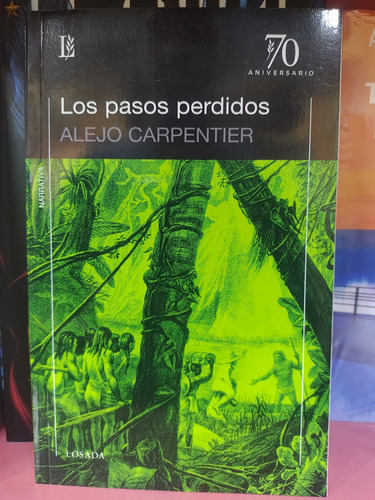 L
70
ANIVERSARIO
Los pasos perdidos
ALEJO CARPENTIER
NARRATIVA
LOSADA